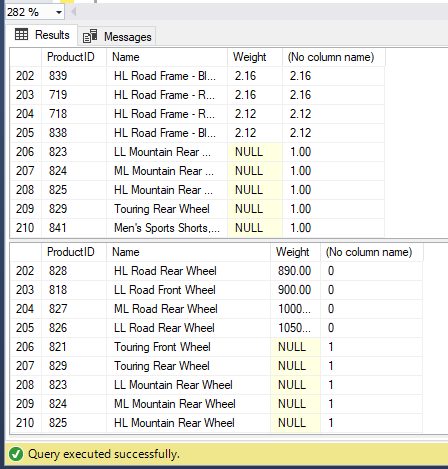 282 %
Results Messages
ProductID Name Weight (No column name)
202 839 HL Road Frame - Bl... 2.16 2.16
203 719 HL Road Frame - R... 2.16 2.16
204 718 HL Road Frame - R... 2.12 2.12
205 838 HL Road Frame - Bl... 2.12 2.12
206 823 LL Mountain Rear ... NULL 1.00
207 824 ML Mountain Rear ... NULL 1.00
208 825 HL Mountain Rear ... NULL 1.00
209 829 Touring Rear Wheel NULL 1.00
210 841 Men's Sports Shorts,... NULL 1.00
ProductID Name Weight (No column name)
202 828 HL Road Rear Wheel 890.00 0
203 818 LL Road Front Wheel 900.00 0
204 827 ML Road Rear Wheel 1000... 0
205 826 LL Road Rear Wheel 1050... 0
206 821 Touring Front Wheel NULL 1
207 829 Touring Rear Wheel NULL 1
208 823 LL Mountain Rear Wheel NULL 1
209 824 ML Mountain Rear Wheel NULL 1
210 825 HL Mountain Rear Wheel NULL 1
Query executed successfully.